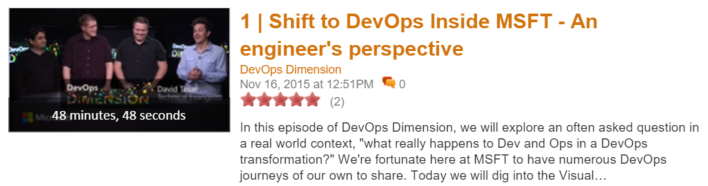 1 | Shift to DevOps Inside MSFT - An
engineer's perspective
DevOps Dimension
Nov 16, 2015 at 12:51PM 0
(2)
In this episode of DevOps Dimension, we will explore an often asked question in
a real world context, "what really happens to Dev and Ops in a DevOps
transformation?" We're fortunate here at MSFT to have numerous DevOps
journeys of our own to share. Today we will dig into the Visual…
DevOps
DIMENSION
David Tesar
Technical Evangelist
48 minutes, 48 seconds